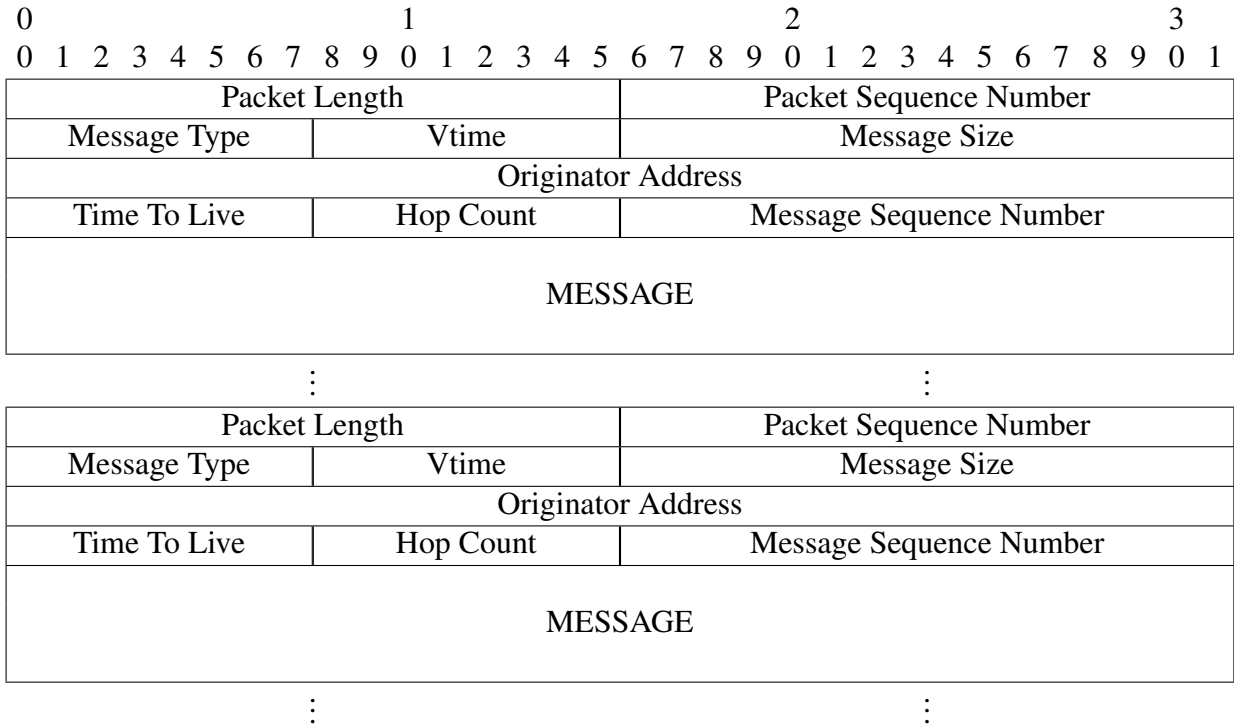 0 1 2 3
0 1 2 3 4 5 6 7 8 9 0 1 2 3 4 5 6 7 8 9 0 1 2 3 4 5 6 7 8 9 0 1
Packet Length Packet Sequence Number
Message Type Vtime Message Size
Originator Address
Time To Live Hop Count Message Sequence Number
MESSAGE
⋮ ⋮
Packet Length Packet Sequence Number
Message Type Vtime Message Size
Originator Address
Time To Live Hop Count Message Sequence Number
MESSAGE
⋮ ⋮